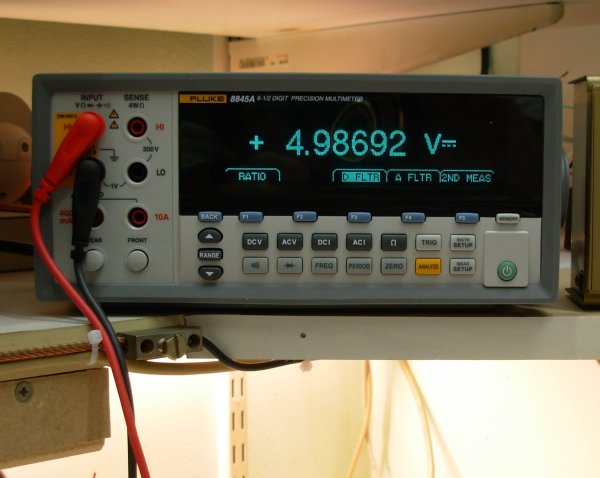 INPUT
SENSE
4WΩ
HI
300V
LO
1V
10A
FRONT
FLUKE 8845A 6-1/2 DIGIT PRECISION MULTIMETER
+ 4.98692 V
RATIO
D FLTR
A FLTR
2ND MEAS
BACK
F1
F2
F3
F4
F5
MEMORY
RANGE
DCV
ACV
DCI
ACI
Ω
TRIG
INSTR
SETUP
FREQ
PERIOD
ZERO
ANALYZE
MEAS
SETUP